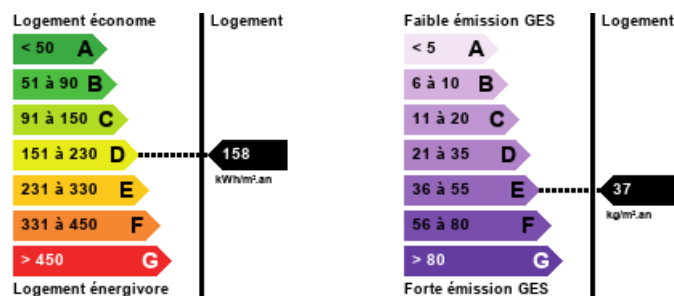 Logement économe
Logement
< 50 A
51 à 90 B
91 à 150 C
151 à 230 D
158
kWh/m².an
231 à 330 E
331 à 450 F
> 450 G
Logement énergivore
Faible émission GES
Logement
< 5 A
6 à 10 B
11 à 20 C
21 à 35 D
36 à 55 E
37
kg/m².an
56 à 80 F
> 80 G
Forte émission GES